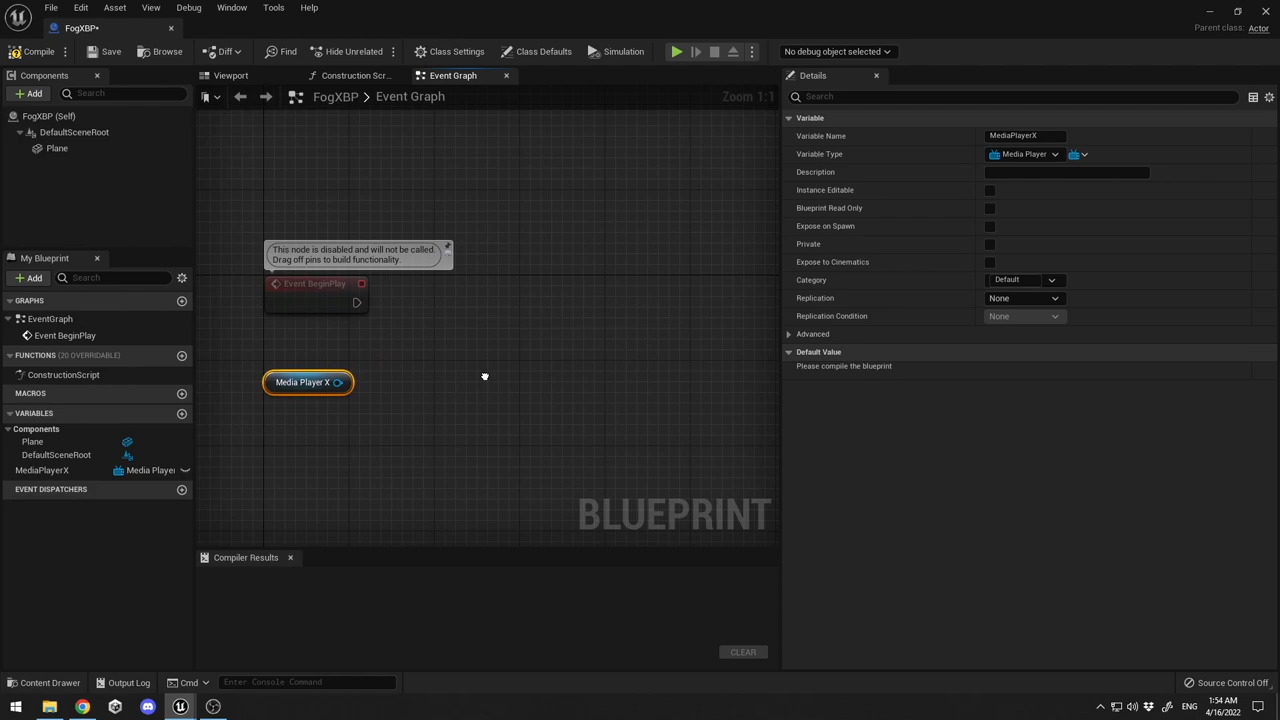 File Edit Asset View Debug Window Tools Help
FogXBP•
Parent class: Actor
Compile Save Browse Diff Find Hide Unrelated Class Settings Class Defaults Simulation No debug object selected
Components
Add Search
FogXBP (Self)
DefaultSceneRoot
Plane
My Blueprint
Add Search
GRAPHS
EventGraph
Event BeginPlay
FUNCTIONS (20 OVERRIDABLE)
ConstructionScript
MACROS
VARIABLES
Components
Plane
DefaultSceneRoot
MediaPlayerX Media Player
EVENT DISPATCHERS
Viewport Construction Scr... Event Graph
FogXBP > Event Graph Zoom 1:1
This node is disabled and will not be called.
Drag off pins to build functionality.
Event BeginPlay
Media Player X
BLUEPRINT
Compiler Results
CLEAR
Details
Search
Variable
Variable Name MediaPlayerX
Variable Type Media Player
Description
Instance Editable
Blueprint Read Only
Expose on Spawn
Private
Expose to Cinematics
Category Default
Replication None
Replication Condition None
Advanced
Default Value
Please compile the blueprint
Content Drawer Output Log Cmd Enter Console Command Source Control Off
ENG 1:54 AM
4/16/2022